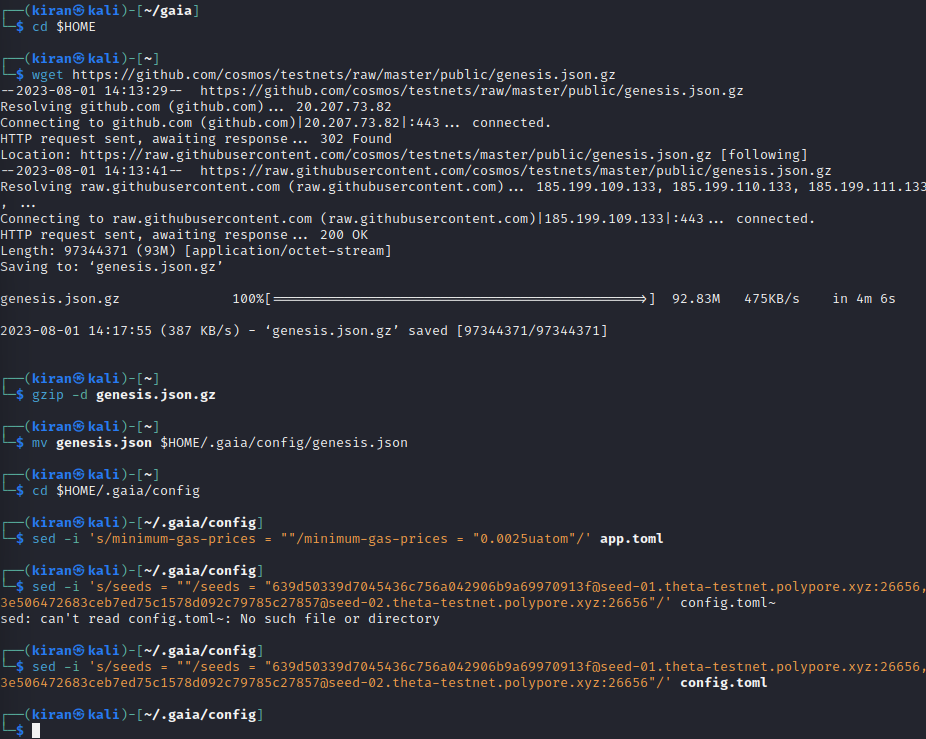 ┌──(kiran㉿kali)-[~/gaia]
└─$ cd $HOME
┌──(kiran㉿kali)-[~]
└─$ wget https://github.com/cosmos/testnets/raw/master/public/genesis.json.gz
--2023-08-01 14:13:29--  https://github.com/cosmos/testnets/raw/master/public/genesis.json.gz
Resolving github.com (github.com)... 20.207.73.82
Connecting to github.com (github.com)|20.207.73.82|:443... connected.
HTTP request sent, awaiting response... 302 Found
Location: https://raw.githubusercontent.com/cosmos/testnets/master/public/genesis.json.gz [following]
--2023-08-01 14:13:41--  https://raw.githubusercontent.com/cosmos/testnets/master/public/genesis.json.gz
Resolving raw.githubusercontent.com (raw.githubusercontent.com)... 185.199.109.133, 185.199.110.133, 185.199.111.133
, ...
Connecting to raw.githubusercontent.com (raw.githubusercontent.com)|185.199.109.133|:443... connected.
HTTP request sent, awaiting response... 200 OK
Length: 97344371 (93M) [application/octet-stream]
Saving to: ‘genesis.json.gz’
genesis.json.gz              100%[==============================================>]  92.83M   475KB/s    in 4m 6s
2023-08-01 14:17:55 (387 KB/s) - ‘genesis.json.gz’ saved [97344371/97344371]
┌──(kiran㉿kali)-[~]
└─$ gzip -d genesis.json.gz
┌──(kiran㉿kali)-[~]
└─$ mv genesis.json $HOME/.gaia/config/genesis.json
┌──(kiran㉿kali)-[~]
└─$ cd $HOME/.gaia/config
┌──(kiran㉿kali)-[~/.gaia/config]
└─$ sed -i 's/minimum-gas-prices = ""/minimum-gas-prices = "0.0025uatom"/' app.toml
┌──(kiran㉿kali)-[~/.gaia/config]
└─$ sed -i 's/seeds = ""/seeds = "639d50339d7045436c756a042906b9a69970913f@seed-01.theta-testnet.polypore.xyz:26656,
3e506472683ceb7ed75c1578d092c79785c27857@seed-02.theta-testnet.polypore.xyz:26656"/' config.toml~
sed: can't read config.toml~: No such file or directory
┌──(kiran㉿kali)-[~/.gaia/config]
└─$ sed -i 's/seeds = ""/seeds = "639d50339d7045436c756a042906b9a69970913f@seed-01.theta-testnet.polypore.xyz:26656,
3e506472683ceb7ed75c1578d092c79785c27857@seed-02.theta-testnet.polypore.xyz:26656"/' config.toml
┌──(kiran㉿kali)-[~/.gaia/config]
└─$